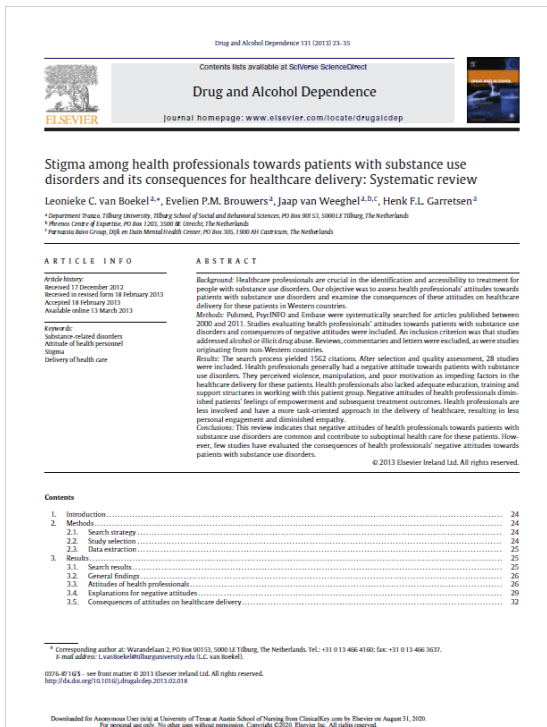 Drug and Alcohol Dependence 131 (2013) 23–35
Contents lists available at SciVerse ScienceDirect
Drug and Alcohol Dependence
journal homepage: www.elsevier.com/locate/drugalcdep
ELSEVIER
Stigma among health professionals towards patients with substance use
disorders and its consequences for healthcare delivery: Systematic review
Leonieke C. van Boekel a,*, Evelien P.M. Brouwers a, Jaap van Weeghel a,b,c, Henk F.L. Garretsen a
a Department Tranzo, Tilburg University, Tilburg School of Social and Behavioral Sciences, PO Box 90153, 5000 LE Tilburg, The Netherlands
b Phrenos Centre of Expertise, PO Box 1203, 3500 BE Utrecht, The Netherlands
c Parnassia Bavo Group, Dijk en Duin Mental Health Center, PO Box 305, 1900 AH Castricum, The Netherlands
ARTICLE INFO
Article history:
Received 17 December 2012
Received in revised form 18 February 2013
Accepted 18 February 2013
Available online 13 March 2013
Keywords:
Substance-related disorders
Attitude of health personnel
Stigma
Delivery of health care
ABSTRACT
Background: Healthcare professionals are crucial in the identification and accessibility to treatment for
people with substance use disorders. Our objective was to assess health professionals' attitudes towards
patients with substance use disorders and examine the consequences of these attitudes on healthcare
delivery for these patients in Western countries.
Methods: Pubmed, PsycINFO and Embase were systematically searched for articles published between
2000 and 2011. Studies evaluating health professionals' attitudes towards patients with substance use
disorders and consequences of negative attitudes were included. An inclusion criterion was that studies
addressed alcohol or illicit drug abuse. Reviews, commentaries and letters were excluded, as were studies
originating from non-Western countries.
Results: The search process yielded 1562 citations. After selection and quality assessment, 28 studies
were included. Health professionals generally had a negative attitude towards patients with substance
use disorders. They perceived violence, manipulation, and poor motivation as impeding factors in the
healthcare delivery for these patients. Health professionals also lacked adequate education, training and
support structures in working with this patient group. Negative attitudes of health professionals dimin-
ished patients' feelings of empowerment and subsequent treatment outcomes. Health professionals are
less involved and have a more task-oriented approach in the delivery of healthcare, resulting in less
personal engagement and diminished empathy.
Conclusions: This review indicates that negative attitudes of health professionals towards patients with
substance use disorders are common and contribute to suboptimal health care for these patients. How-
ever, few studies have evaluated the consequences of health professionals' negative attitudes towards
patients with substance use disorders.
© 2013 Elsevier Ireland Ltd. All rights reserved.
Contents
1. Introduction 24
2. Methods 24
2.1. Search strategy 24
2.2. Study selection 24
2.3. Data extraction 25
3. Results 25
3.1. Search results 25
3.2. General findings 26
3.3. Attitudes of health professionals 26
3.4. Explanations for negative attitudes 29
3.5. Consequences of attitudes on healthcare delivery 32
* Corresponding author at: Warandelaan 2, PO Box 90153, 5000 LE Tilburg, The Netherlands. Tel.: +31 0 13 466 4160; fax: +31 0 13 466 3637.
E-mail address: L.vanBoekel@tilburguniversity.edu (L.C. van Boekel).
0376-8716/$ – see front matter © 2013 Elsevier Ireland Ltd. All rights reserved.
http://dx.doi.org/10.1016/j.drugalcdep.2013.02.018
Downloaded for Anonymous User (n/a) at University of Texas at Austin School of Nursing from ClinicalKey.com by Elsevier on August 31, 2020.
For personal use only. No other uses without permission. Copyright ©2020. Elsevier Inc. All rights reserved.